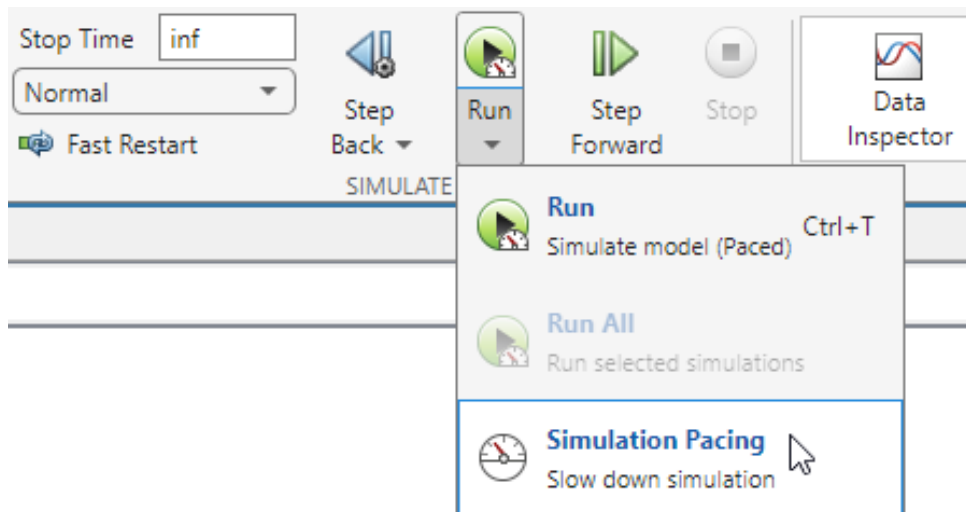 Stop Time inf
Normal
Fast Restart
Step
Back
Run
Step
Forward
Stop
Data
Inspector
SIMULATE
Run
Simulate model (Paced)
Ctrl+T
Run All
Run selected simulations
Simulation Pacing
Slow down simulation